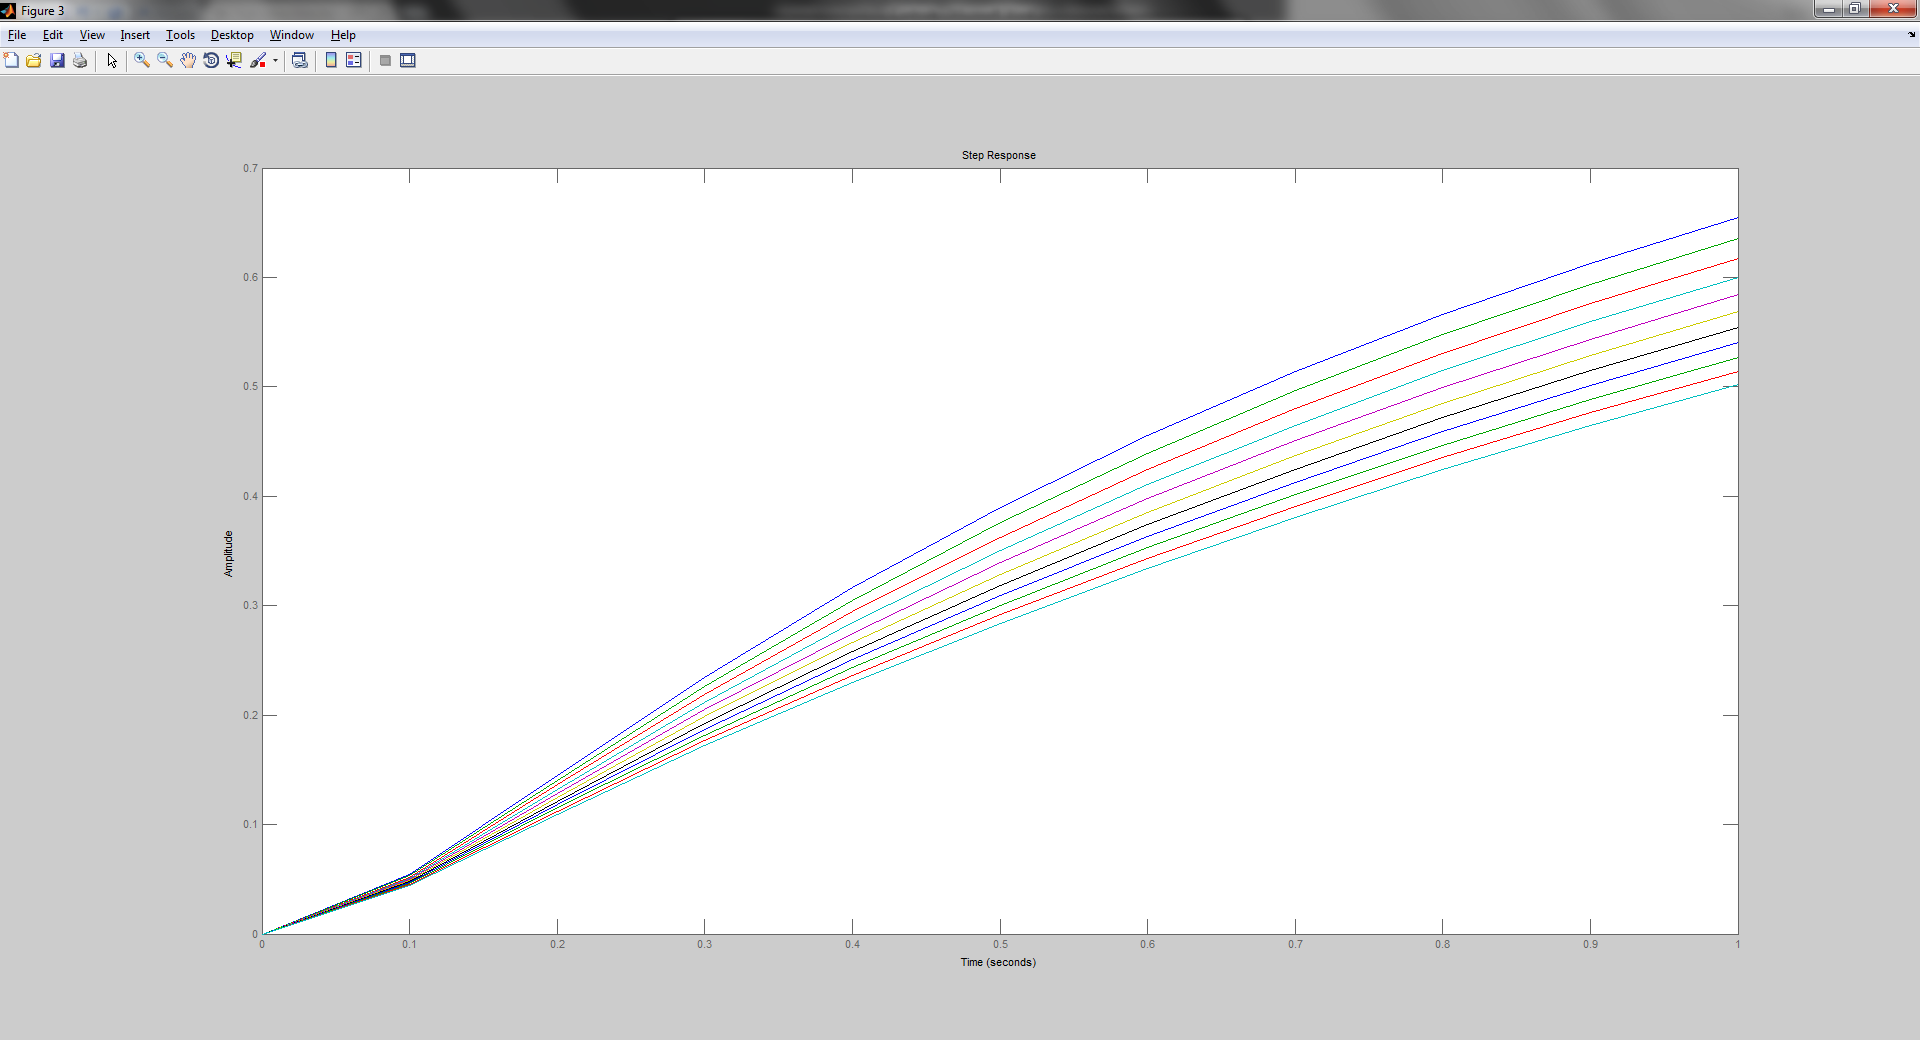 Figure 3
File Edit View Insert Tools Desktop Window Help
Step Response
0.7
0.6
0.5
0.4
0.3
0.2
0.1
0
Amplitude
0 0.1 0.2 0.3 0.4 0.5 0.6 0.7 0.8 0.9 1
Time (seconds)